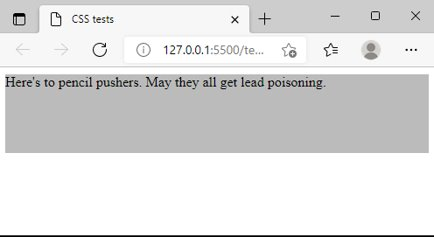 CSS tests
127.0.0.1:5500/te...
Here's to pencil pushers. May they all get lead poisoning.